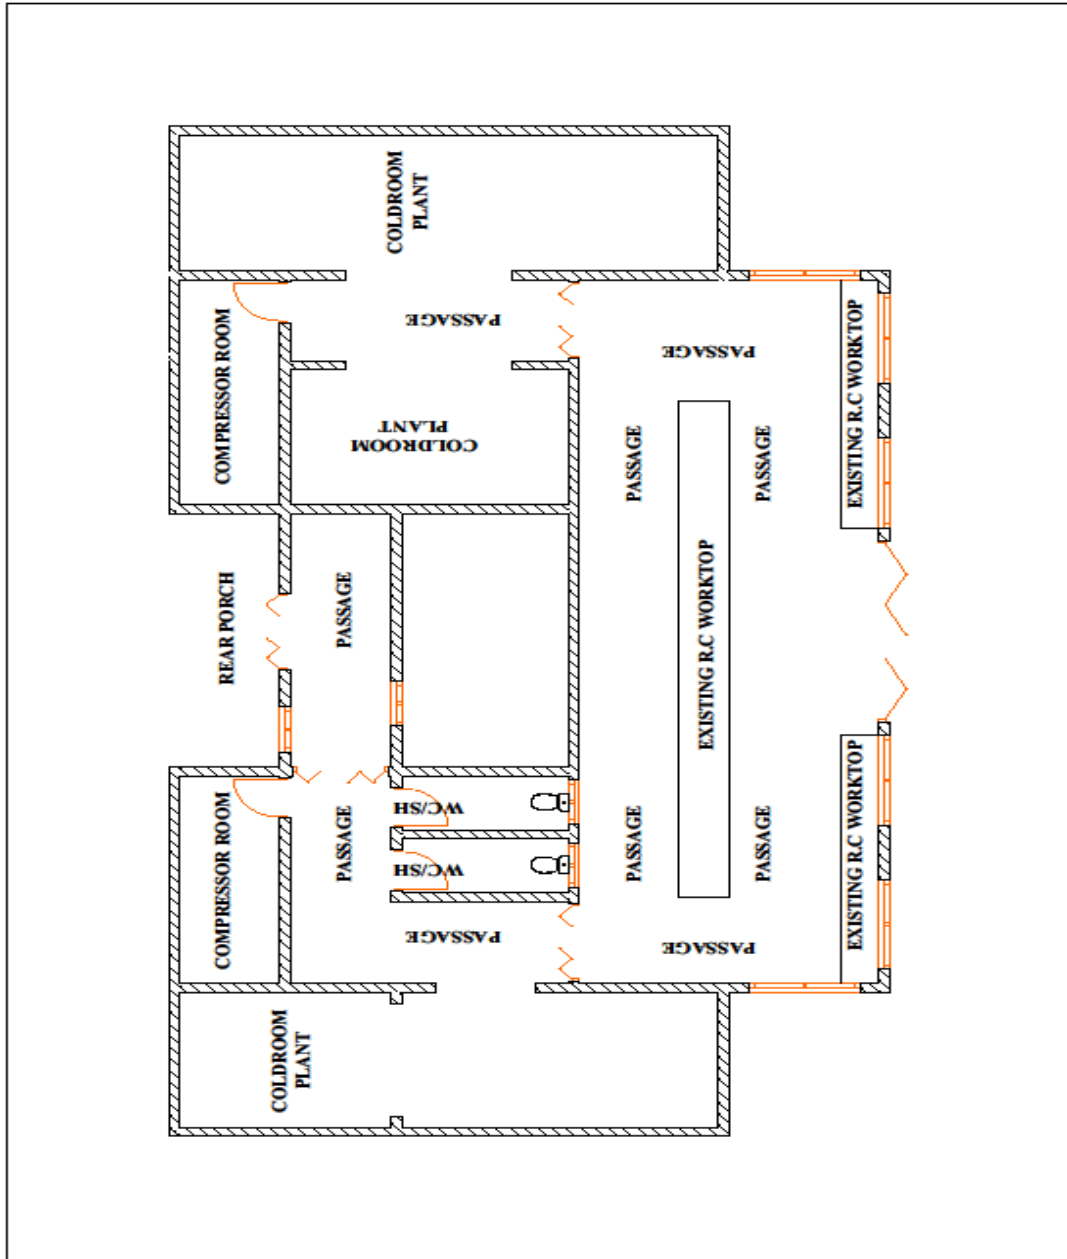 COLDROOM
PLANT
COMPRESSOR ROOM
PASSAGE
COLDROOM
PLANT
PASSAGE
EXISTING R.C WORKTOP
PASSAGE
PASSAGE
REAR PORCH
PASSAGE
EXISTING R.C WORKTOP
COMPRESSOR ROOM
PASSAGE
WC/SH
WC/SH
PASSAGE
PASSAGE
PASSAGE
EXISTING R.C WORKTOP
PASSAGE
PASSAGE
COLDROOM
PLANT